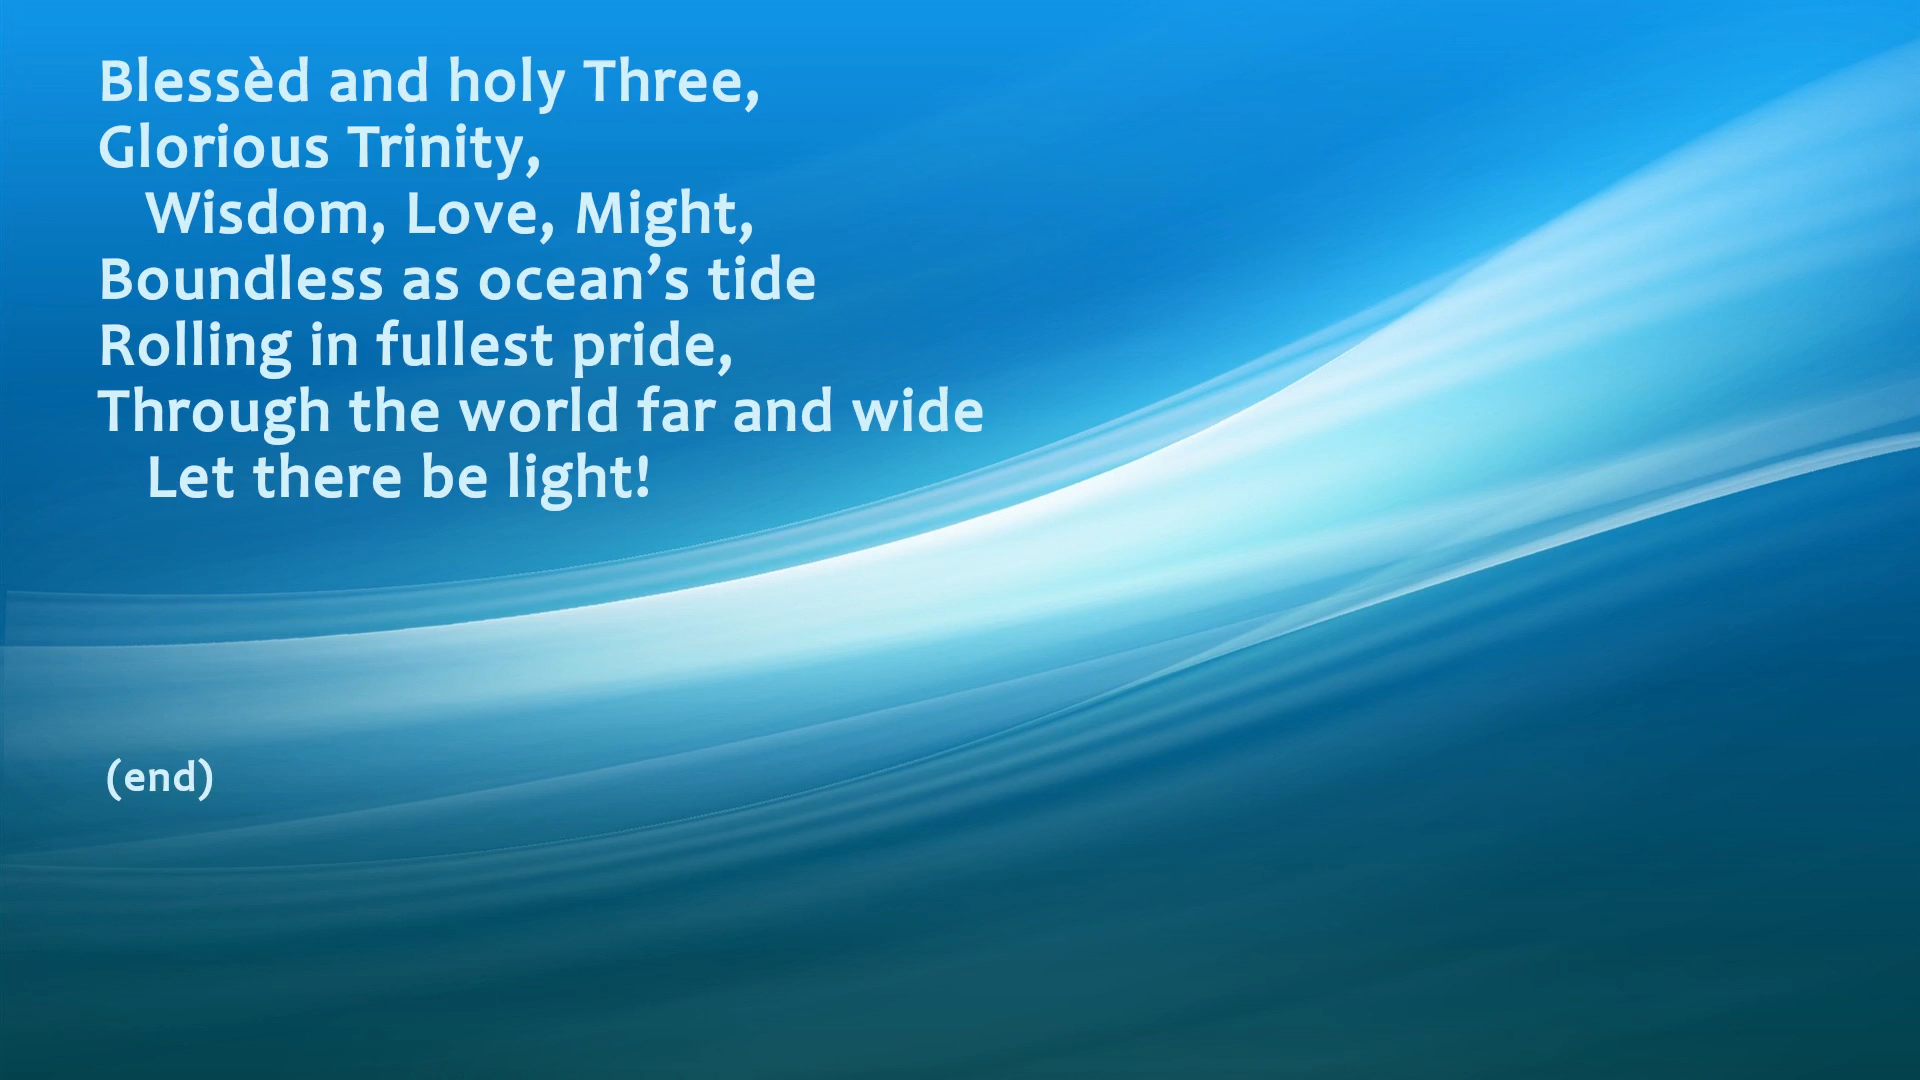 Blessèd and holy Three,
Glorious Trinity,
Wisdom, Love, Might,
Boundless as ocean’s tide
Rolling in fullest pride,
Through the world far and wide
Let there be light!
(end)